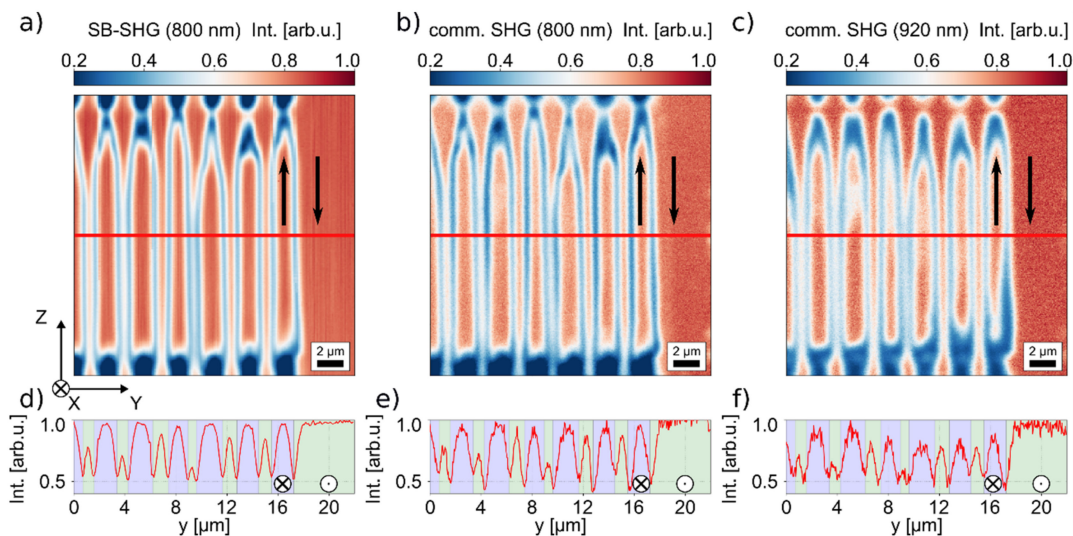 a) SB-SHG (800 nm) Int. [arb.u.]
0.2 0.4 0.6 0.8 1.0
b) comm. SHG (800 nm) Int. [arb.u.]
0.2 0.4 0.6 0.8 1.0
c) comm. SHG (920 nm) Int. [arb.u.]
0.2 0.4 0.6 0.8 1.0
Z
X
Y
2 μm
2 μm
2 μm
d)
Int. [arb.u.]
1.0
0.5
0 4 8 12 16 20
y [μm]
e)
Int. [arb.u.]
1.0
0.5
0 4 8 12 16 20
y [μm]
f)
Int. [arb.u.]
1.0
0.5
0 4 8 12 16 20
y [μm]